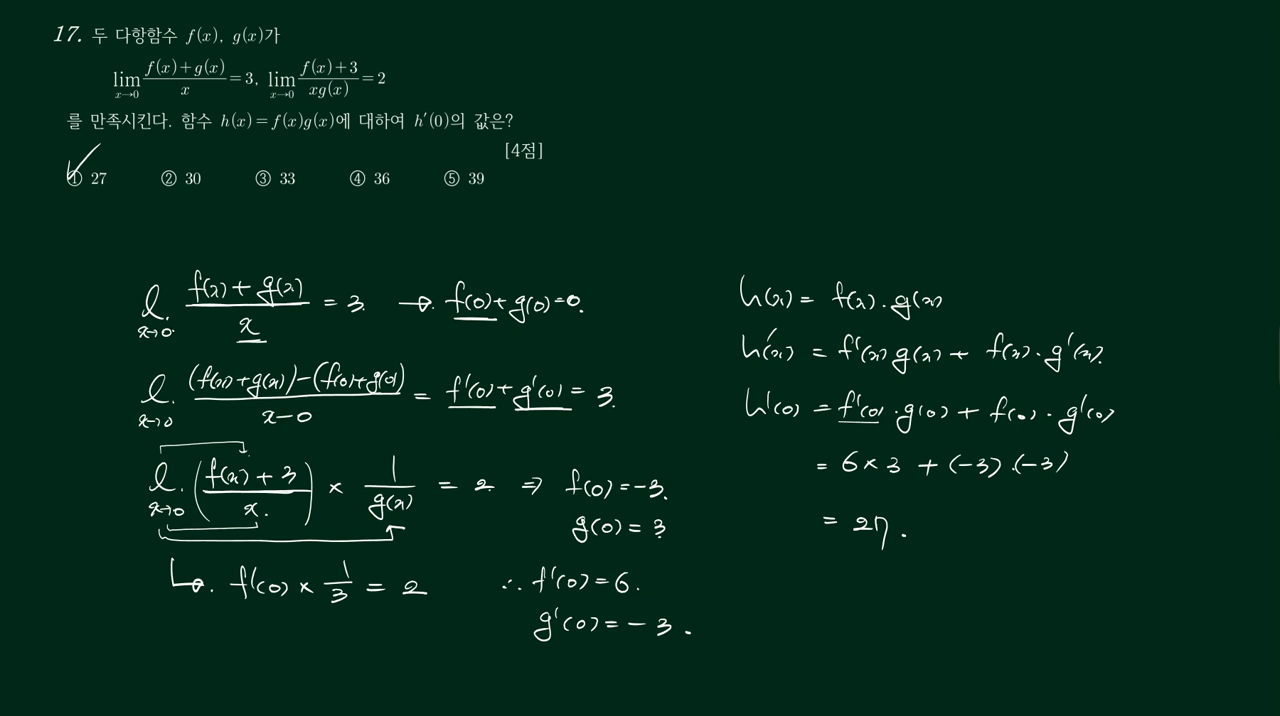 17. 두 다항함수 f(x), g(x)가
lim_{x→0} (f(x)+g(x))/x = 3, lim_{x→0} (f(x)+3)/(xg(x)) = 2
를 만족시킨다. 함수 h(x)=f(x)g(x)에 대하여 h′(0)의 값은?
[4점]
① 27 ② 30 ③ 33 ④ 36 ⑤ 39
l_{x→0} (f(x)+g(x))/x = 3. → f(0)+g(0)=0.
l_{x→0} ((f(x)+g(x))-(f(0)+g(0)))/(x-0) = f'(0)+g'(0) = 3.
l_{x→0} ((f(x)+3)/x) × 1/g(x) = 2 ⇒ f(0)=-3.
g(0)=3
↳ f'(0) × 1/3 = 2 ∴ f'(0)=6.
g'(0)=-3.
h(x) = f(x)·g(x)
h'(x) = f'(x)g(x) + f(x)·g'(x).
h'(0) = f'(0)·g(0) + f(0)·g'(0)
= 6×3 + (-3)·(-3)
= 27.